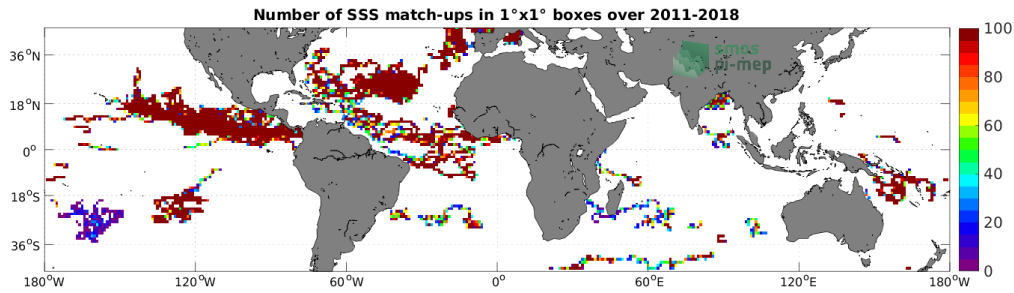 Number of SSS match-ups in 1°x1° boxes over 2011-2018
smos
pi-mep
36°N
18°N
0°
18°S
36°S
180°W
120°W
60°W
0°
60°E
120°E
180°W
100
80
60
40
20
0